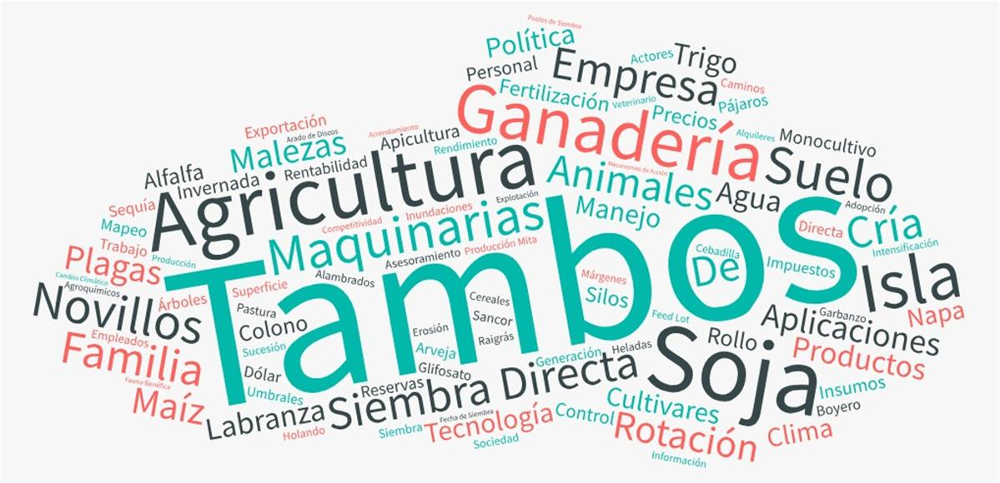 Pooles de Siembra
Política
Actores
Trigo
Personal
Empresa
Caminos
Fertilización
Veterinario
Pájaros
Precios
Ganadería
Alquileres
Monocultivo
Exportación
Arado de Discos
Arrendamiento
Apicultura
Rendimiento
Malezas
Mecanismos de Acción
Suelo
Alfalfa
Invernada
Rentabilidad
Agricultura
Animales
Agua
Adopción
Sequía
Explotación
Inundaciones
Manejo
Directa
Cría
Mapeo
Competitividad
Maquinarias
Intensificación
Trabajo
Producción
Asesoramiento
Producción Mita
Cebadilla
De
Impuestos
Plagas
Tambos
Alambrados
Márgenes
Silos
Isla
Cambio Climático
Agroquímicos
Árboles
Superficie
Cereales
Feed Lot
Garbanzo
Napa
Novillos
Pastura
Colono
Sancor
Aplicaciones
Empleados
Sucesión
Erosión
Raigrás
Rollo
Productos
Familia
Arveja
Generación
Heladas
Soja
Dólar
Glifosato
Fauna Benéfica
Umbrales
Reservas
Siembra Directa
Insumos
Maíz
Labranza
Fecha de Siembra
Cultivares
Boyero
Holando
Siembra
Tecnología
Control
Rotación
Clima
Sociedad
Información